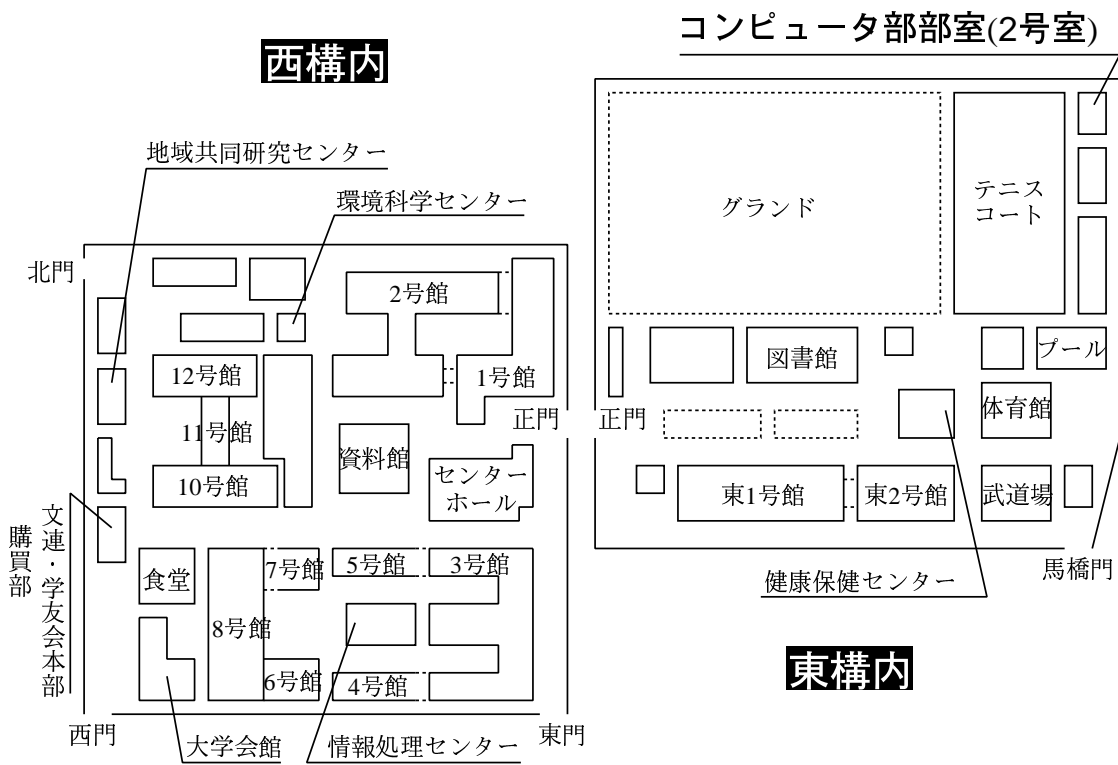 コンピュータ部部室(2号室)
西構内
地域共同研究センター
環境科学センター
北門
2号館
12号館
1号館
11号館
正門
資料館
10号館
センター
ホール
文連・学友会本部
購買部
食堂
7号館
5号館
3号館
8号館
6号館
4号館
西門
大学会館
情報処理センター
東門
グランド
テニス
コート
図書館
プール
正門
体育館
東1号館
東2号館
武道場
健康保健センター
馬橋門
東構内